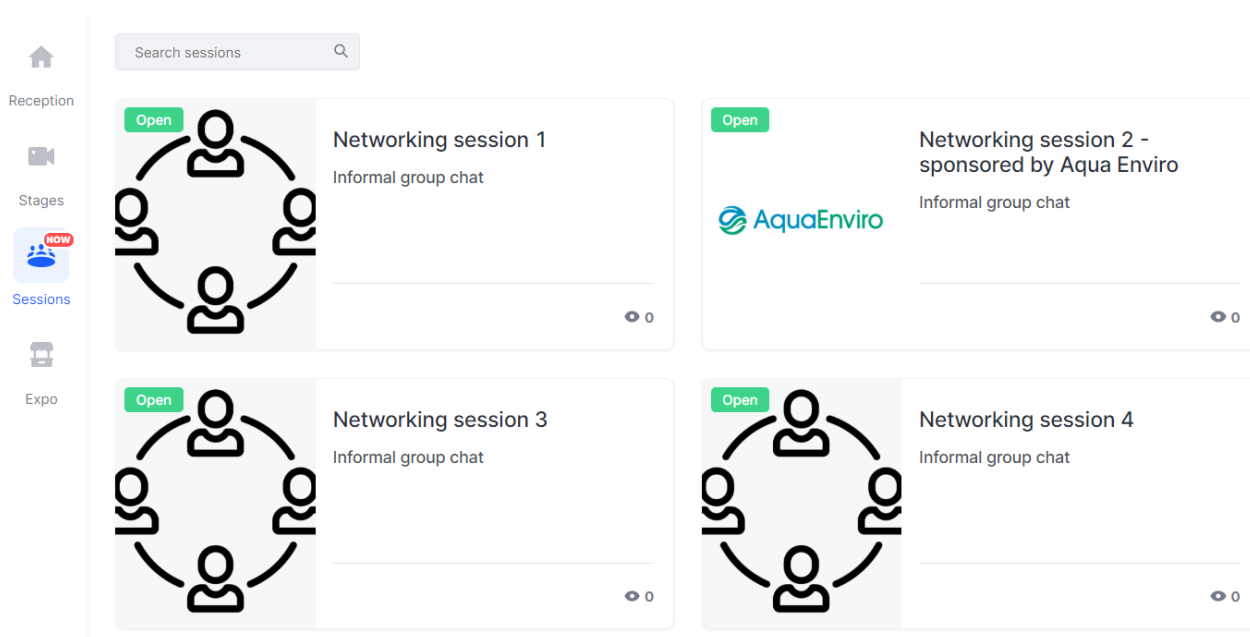 Search sessions
Reception
Stages
NOW
Sessions
Expo
Open
Networking session 1
Informal group chat
0
Open
AquaEnviro
Networking session 2 -
sponsored by Aqua Enviro
Informal group chat
0
Open
Networking session 3
Informal group chat
0
Open
Networking session 4
Informal group chat
0